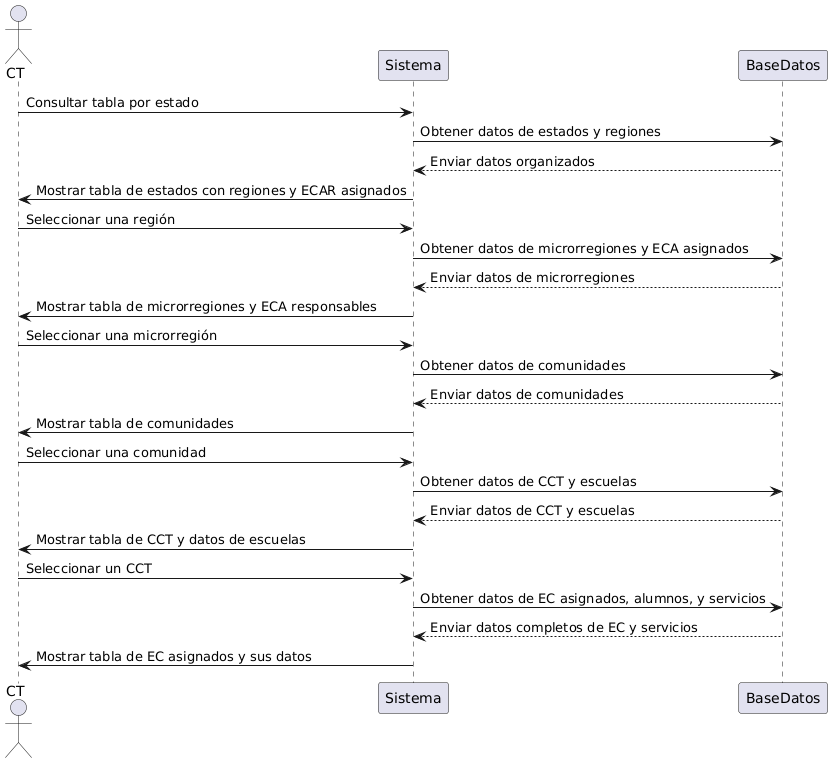 CT
Sistema
BaseDatos
Consultar tabla por estado
Obtener datos de estados y regiones
Enviar datos organizados
Mostrar tabla de estados con regiones y ECAR asignados
Seleccionar una región
Obtener datos de microrregiones y ECA asignados
Enviar datos de microrregiones
Mostrar tabla de microrregiones y ECA responsables
Seleccionar una microrregión
Obtener datos de comunidades
Enviar datos de comunidades
Mostrar tabla de comunidades
Seleccionar una comunidad
Obtener datos de CCT y escuelas
Enviar datos de CCT y escuelas
Mostrar tabla de CCT y datos de escuelas
Seleccionar un CCT
Obtener datos de EC asignados, alumnos, y servicios
Enviar datos completos de EC y servicios
Mostrar tabla de EC asignados y sus datos
CT
Sistema
BaseDatos